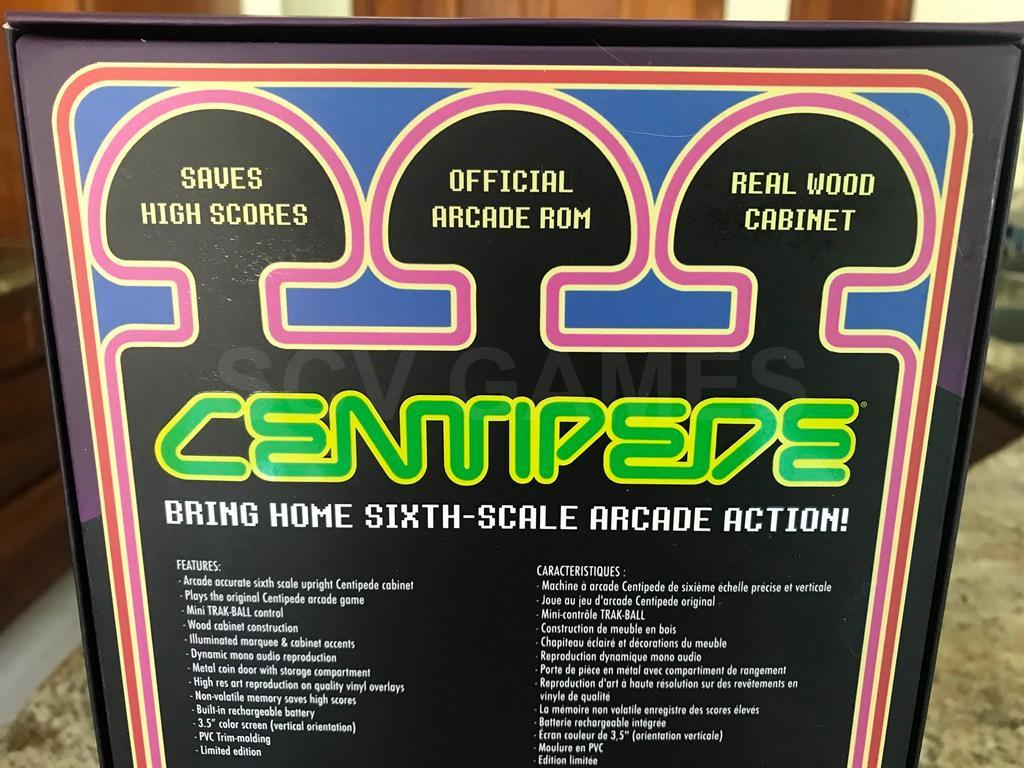 SAVES
HIGH SCORES
OFFICIAL
ARCADE ROM
REAL WOOD
CABINET
SCV GAMES
CENTIPEDE®
BRING HOME SIXTH-SCALE ARCADE ACTION!
FEATURES:
- Arcade accurate sixth scale upright Centipede cabinet
- Plays the original Centipede arcade game
- Mini TRAK-BALL control
- Wood cabinet construction
- Illuminated marquee & cabinet accents
- Dynamic mono audio reproduction
- Metal coin door with storage compartment
- High res art reproduction on quality vinyl overlays
- Non-volatile memory saves high scores
- Built-in rechargeable battery
- 3.5" color screen (vertical orientation)
- PVC Trim-molding
- Limited edition
CARACTERISTIQUES :
- Machine à arcade Centipede de sixième échelle précise et verticale
- Joue au jeu d'arcade Centipede original
- Mini-contrôle TRAK-BALL
- Construction de meuble en bois
- Chapiteau éclairé et décorations du meuble
- Reproduction dynamique mono audio
- Porte de pièce en métal avec compartiment de rangement
- Reproduction d'art à haute résolution sur des revêtements en
vinyle de qualité
- La mémoire non volatile enregistre des scores élevés
- Batterie rechargeable intégrée
- Écran couleur de 3,5" (orientation verticale)
- Moulure en PVC
- Edition limitée